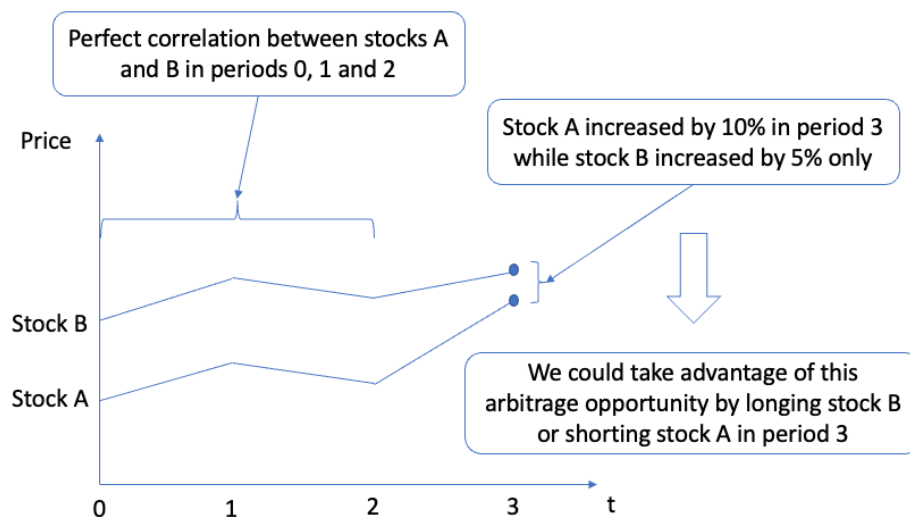 Perfect correlation between stocks A
and B in periods 0, 1 and 2
Price
Stock A increased by 10% in period 3
while stock B increased by 5% only
Stock B
Stock A
We could take advantage of this
arbitrage opportunity by longing stock B
or shorting stock A in period 3
0 1 2 3 t